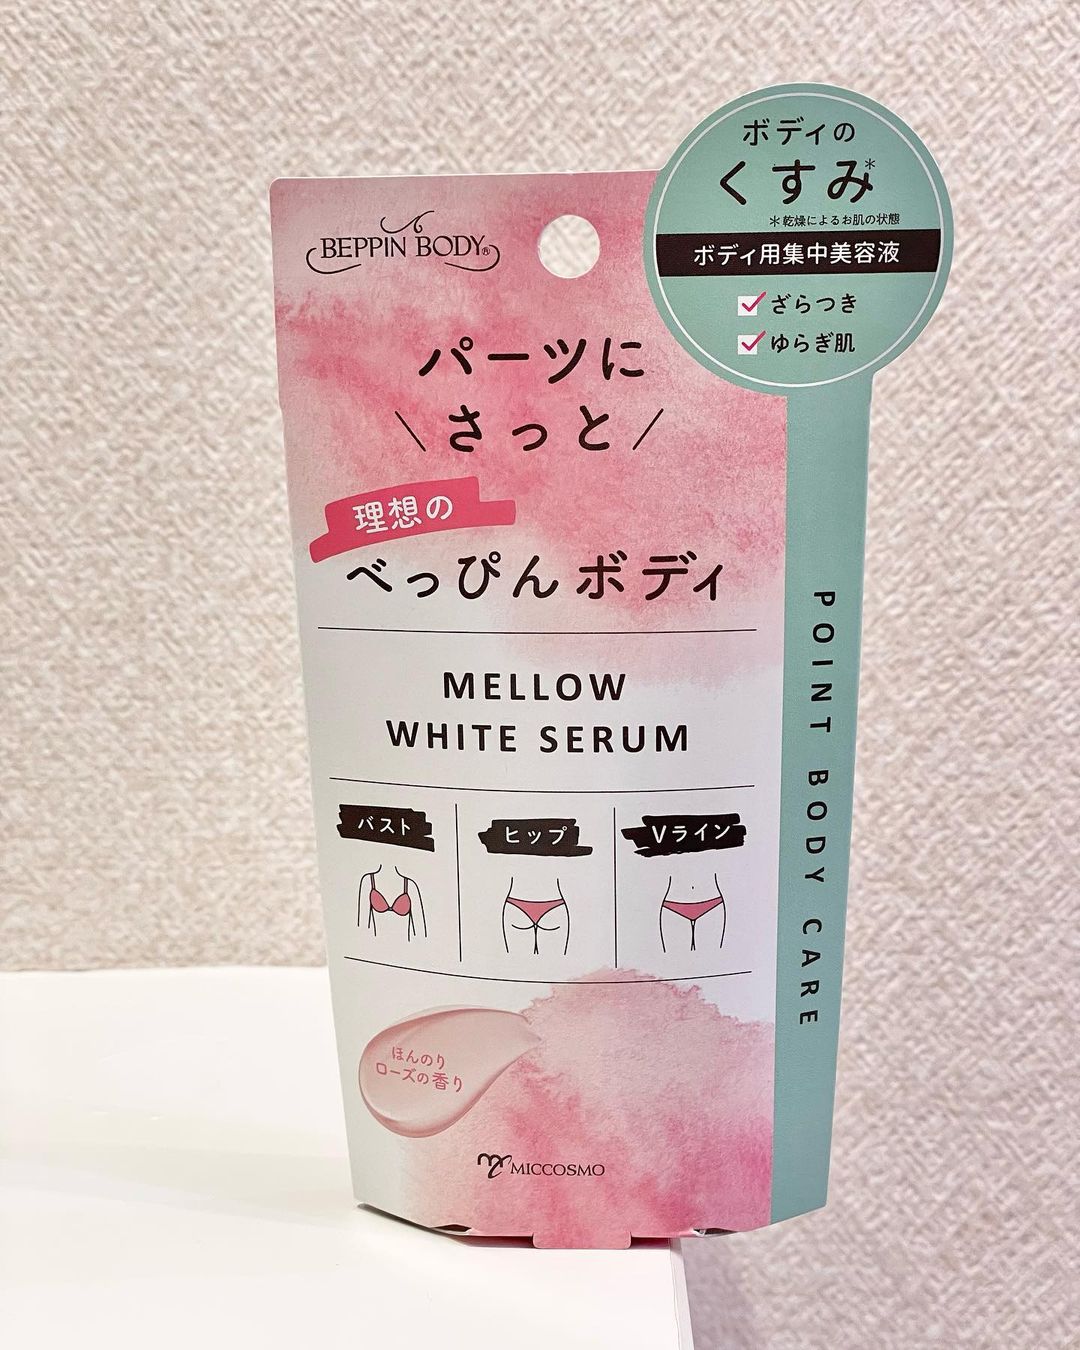 BEPPIN BODY®
ボディの
くすみ*
*乾燥によるお肌の状態
ボディ用集中美容液
ざらつき
ゆらぎ肌
パーツに
\さっと/
理想の
べっぴんボディ
MELLOW
WHITE SERUM
バスト
ヒップ
Vライン
ほんのり
ローズの香り
MICCOSMO
POINT BODY CARE